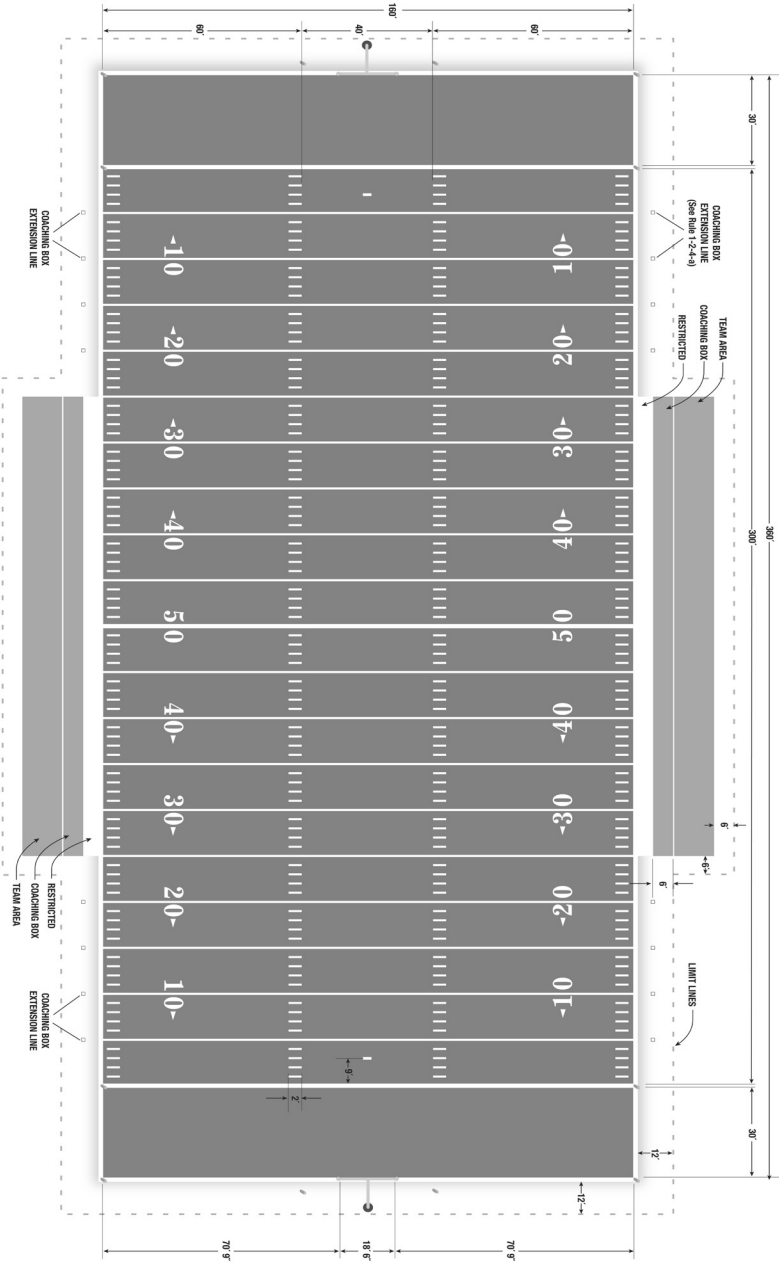 160'
60'
40'
60'
30'
300'
360'
COACHING BOX
EXTENSION LINE
COACHING BOX
EXTENSION LINE
(See Rule 1-2-4-a)
TEAM AREA
COACHING BOX
RESTRICTED
10
10
20
20
30
30
40
40
50
50
40
40
30
30
20
20
10
10
6'
6'
6'
RESTRICTED
COACHING BOX
TEAM AREA
LIMIT LINES
COACHING BOX
EXTENSION LINE
9'
2'
30'
12'
12'
70' 9"
18' 6"
70' 9"